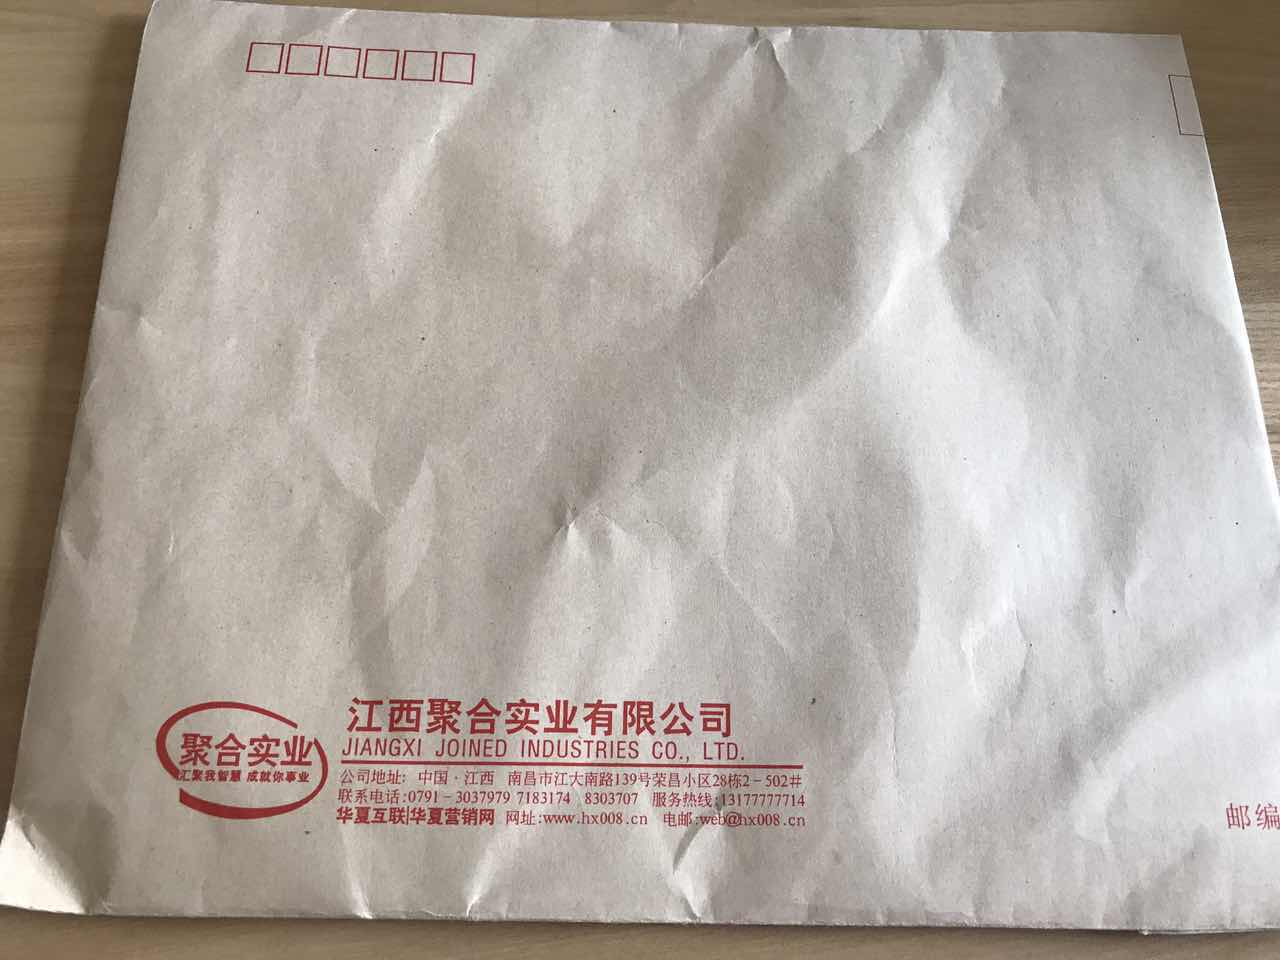 聚合实业
汇聚我智慧 成就你事业
江西聚合实业有限公司
JIANGXI JOINED INDUSTRIES CO., LTD.
公司地址: 中国·江西 南昌市江大南路139号荣昌小区28栋2-502#
联系电话:0791-3037979 7183174 8303707 服务热线:13177777714
华夏互联|华夏营销网 网址:www.hx008.cn 电邮:web@hx008.cn
邮编